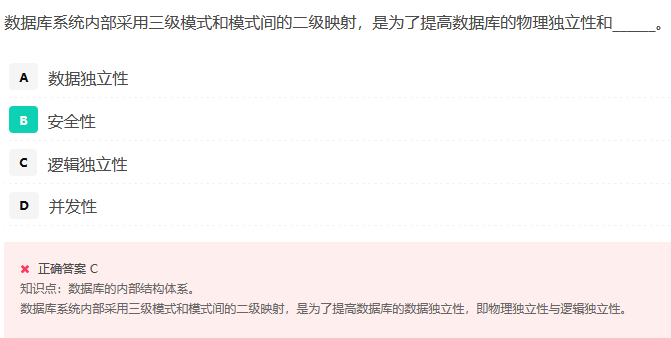 数据库系统内部采用三级模式和模式间的二级映射，是为了提高数据库的物理独立性和______。
A 数据独立性
B 安全性
C 逻辑独立性
D 并发性
✖ 正确答案 C
知识点：数据库的内部结构体系。
数据库系统内部采用三级模式和模式间的二级映射，是为了提高数据库的数据独立性，即物理独立性与逻辑独立性。